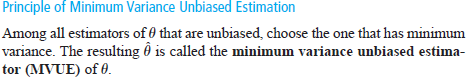 Principle of Minimum Variance Unbiased Estimation
Among all estimators of θ that are unbiased, choose the one that has minimum
variance. The resulting θ̂ is called the minimum variance unbiased estima-
tor (MVUE) of θ.